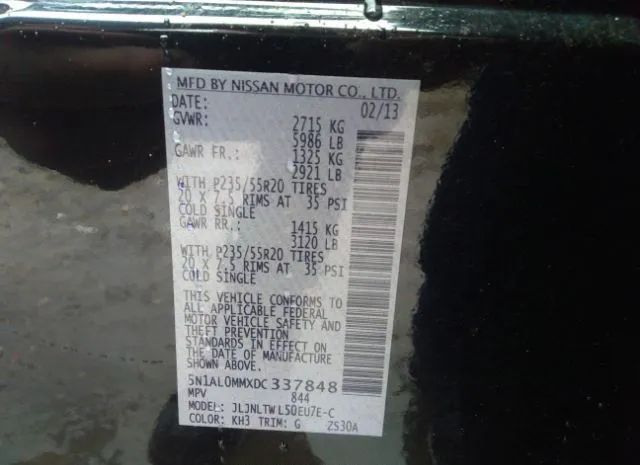 MFD BY NISSAN MOTOR CO., LTD.
DATE: 02/13
GVWR: 2715 KG
5986 LB
GAWR FR.: 1325 KG
2921 LB
WITH P235/55R20 TIRES
20 X 7.5 RIMS AT 35 PSI
COLD SINGLE
GAWR RR.: 1415 KG
3120 LB
WITH P235/55R20 TIRES
20 X 7.5 RIMS AT 35 PSI
COLD SINGLE
THIS VEHICLE CONFORMS TO
ALL APPLICABLE FEDERAL
MOTOR VEHICLE SAFETY AND
THEFT PREVENTION
STANDARDS IN EFFECT ON
THE DATE OF MANUFACTURE
SHOWN ABOVE.
5N1AL0MMXDC337848
MPV 844
MODEL: JLJNLTWL50EU7E-C
COLOR: KH3 TRIM: G ZS30A